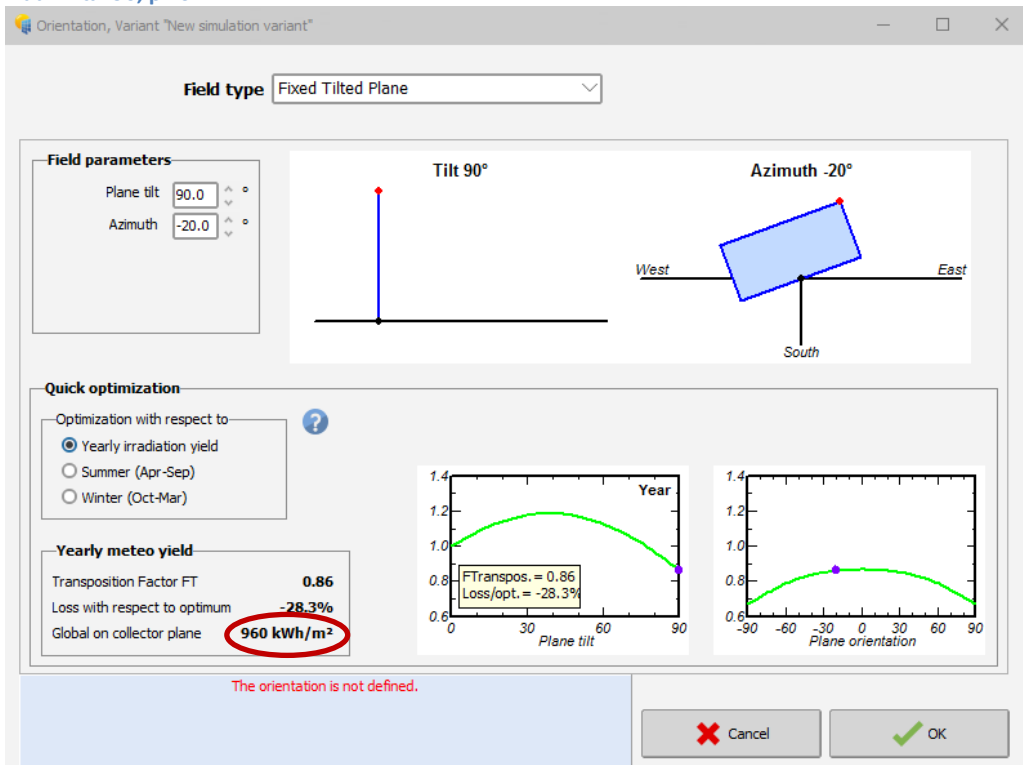 Orientation, Variant "New simulation variant"
Field type Fixed Tilted Plane
Field parameters
Plane tilt 90.0 °
Azimuth -20.0 °
Tilt 90°
Azimuth -20°
West
East
South
Quick optimization
Optimization with respect to
Yearly irradiation yield
Summer (Apr-Sep)
Winter (Oct-Mar)
?
Yearly meteo yield
Transposition Factor FT 0.86
Loss with respect to optimum -28.3%
Global on collector plane 960 kWh/m²
Year
1.4
1.2
1.0
0.8
0.6
FTranspos. = 0.86
Loss/opt. = -28.3%
0 30 60 90
Plane tilt
1.4
1.2
1.0
0.8
0.6
-90 -60 -30 0 30 60 90
Plane orientation
The orientation is not defined.
Cancel
OK